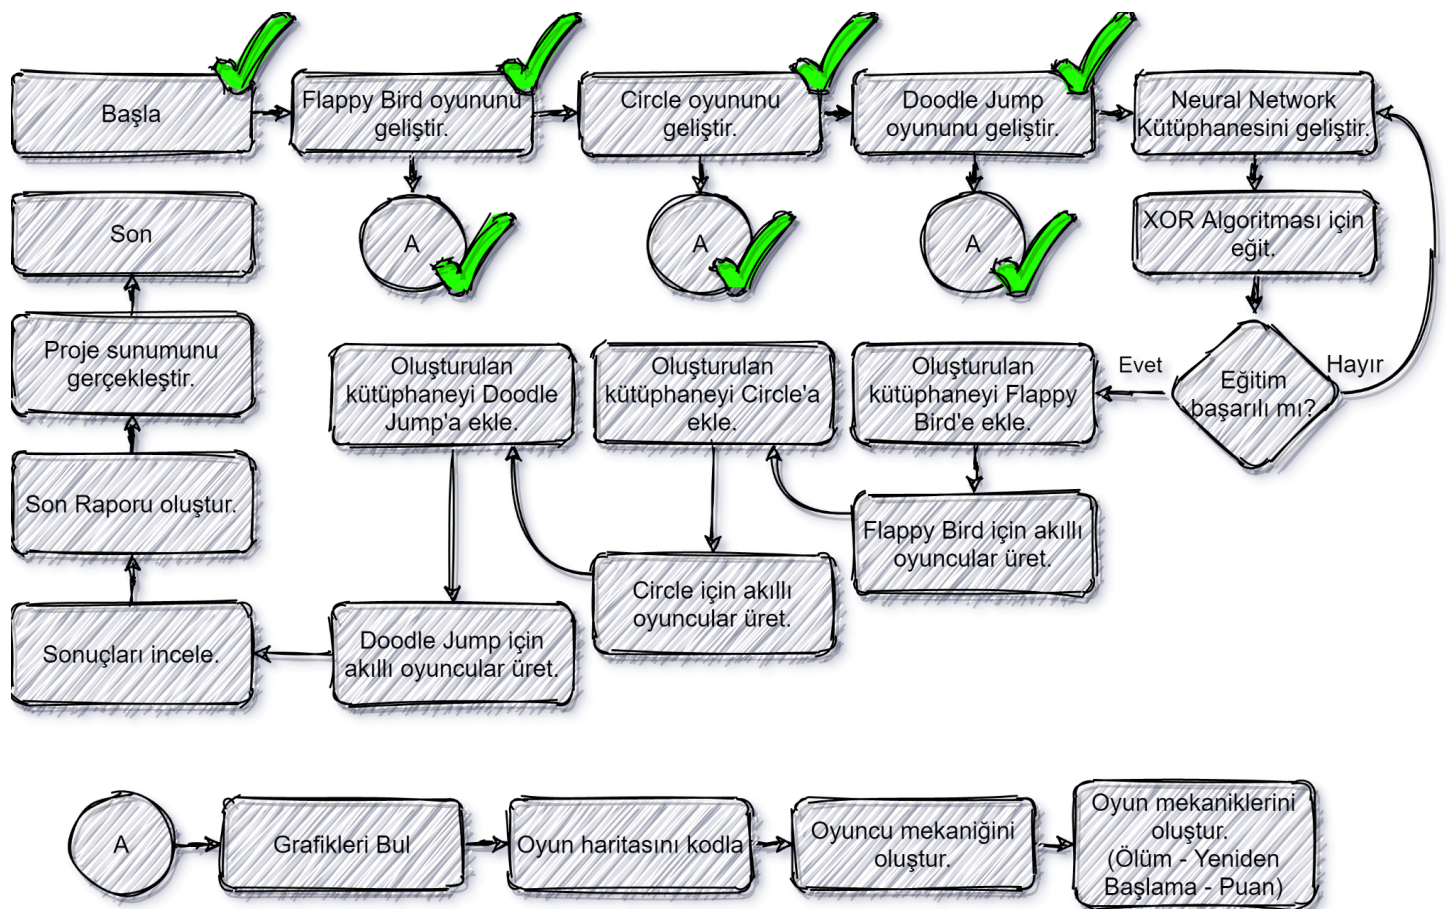 Başla
Flappy Bird oyununu
geliştir.
Circle oyununu
geliştir.
Doodle Jump
oyununu geliştir.
Neural Network
Kütüphanesini geliştir.
A
A
A
XOR Algoritması için
eğit.
Eğitim
başarılı mı?
Hayır
Evet
Oluşturulan
kütüphaneyi Flappy
Bird'e ekle.
Flappy Bird için akıllı
oyuncular üret.
Oluşturulan
kütüphaneyi Circle'a
ekle.
Circle için akıllı
oyuncular üret.
Oluşturulan
kütüphaneyi Doodle
Jump'a ekle.
Doodle Jump için
akıllı oyuncular üret.
Sonuçları incele.
Son Raporu oluştur.
Proje sunumunu
gerçekleştir.
Son
A
Grafikleri Bul
Oyun haritasını kodla
Oyuncu mekaniğini
oluştur.
Oyun mekaniklerini
oluştur.
(Ölüm - Yeniden
Başlama - Puan)